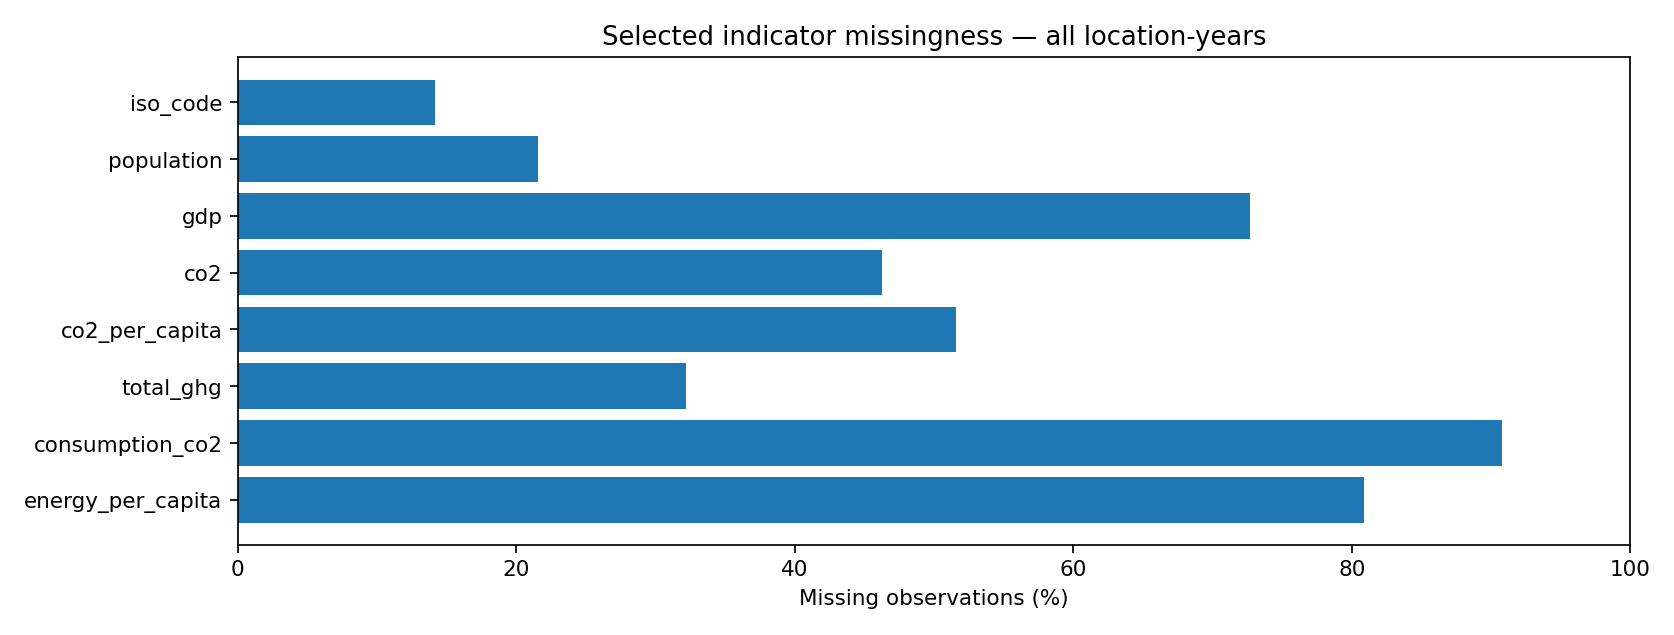 Selected indicator missingness — all location-years
iso_code
population
gdp
co2
co2_per_capita
total_ghg
consumption_co2
energy_per_capita
0 20 40 60 80 100
Missing observations (%)